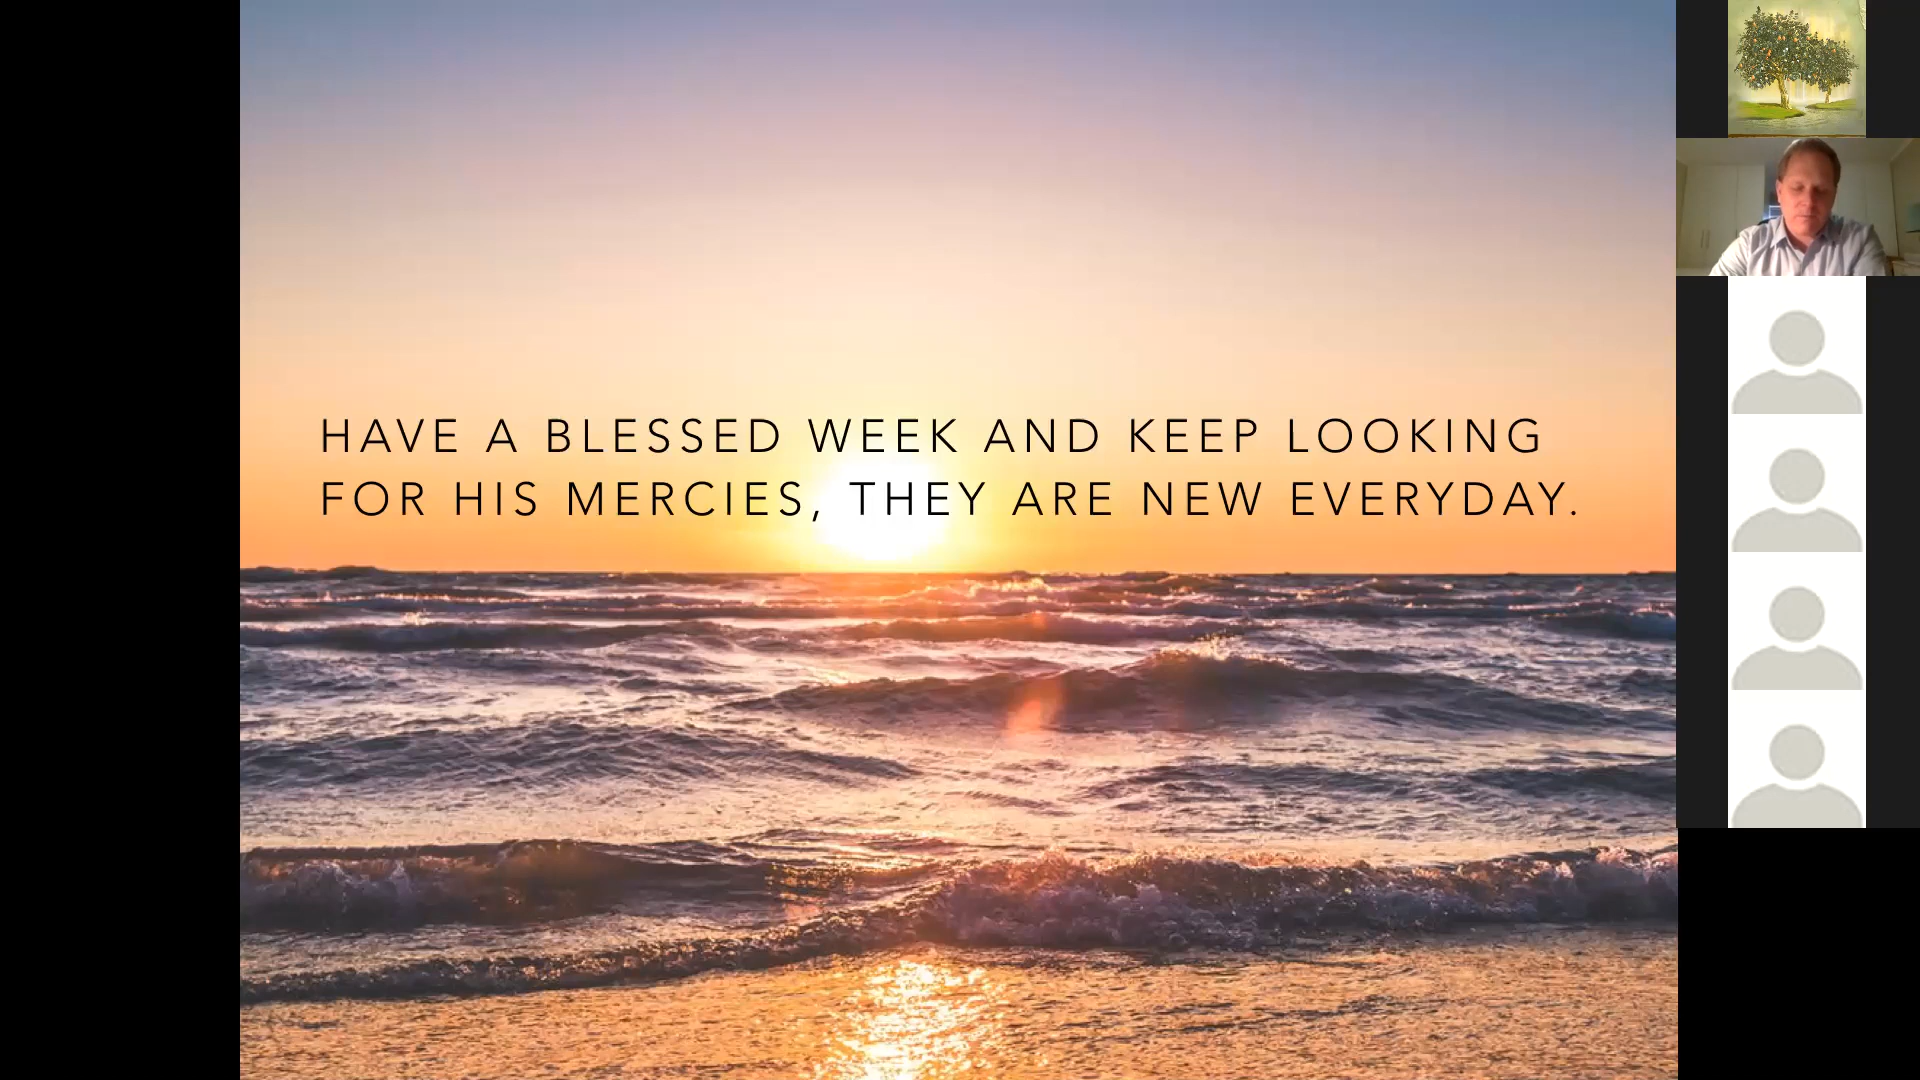 HAVE A BLESSED WEEK AND KEEP LOOKING
FOR HIS MERCIES, THEY ARE NEW EVERYDAY.